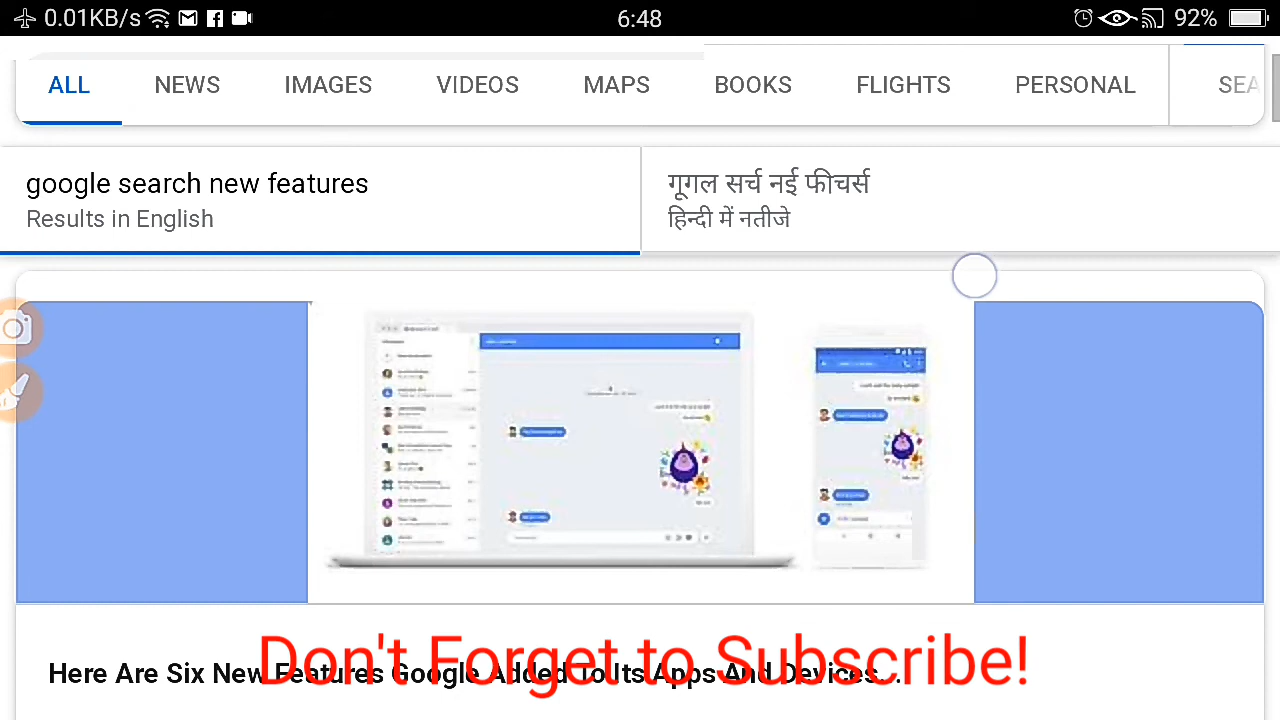 0.01KB/s 6:48 92%
ALL NEWS IMAGES VIDEOS MAPS BOOKS FLIGHTS PERSONAL SEA
google search new features
Results in English
गूगल सर्च नई फीचर्स
हिन्दी में नतीजे
Here Are Six New Features Google Added To Its Apps And Devices...
Don't Forget to Subscribe!